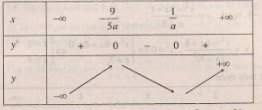 x -∞ -9/5a 1/a +∞
y' + 0 - 0 +
+∞
y
-∞